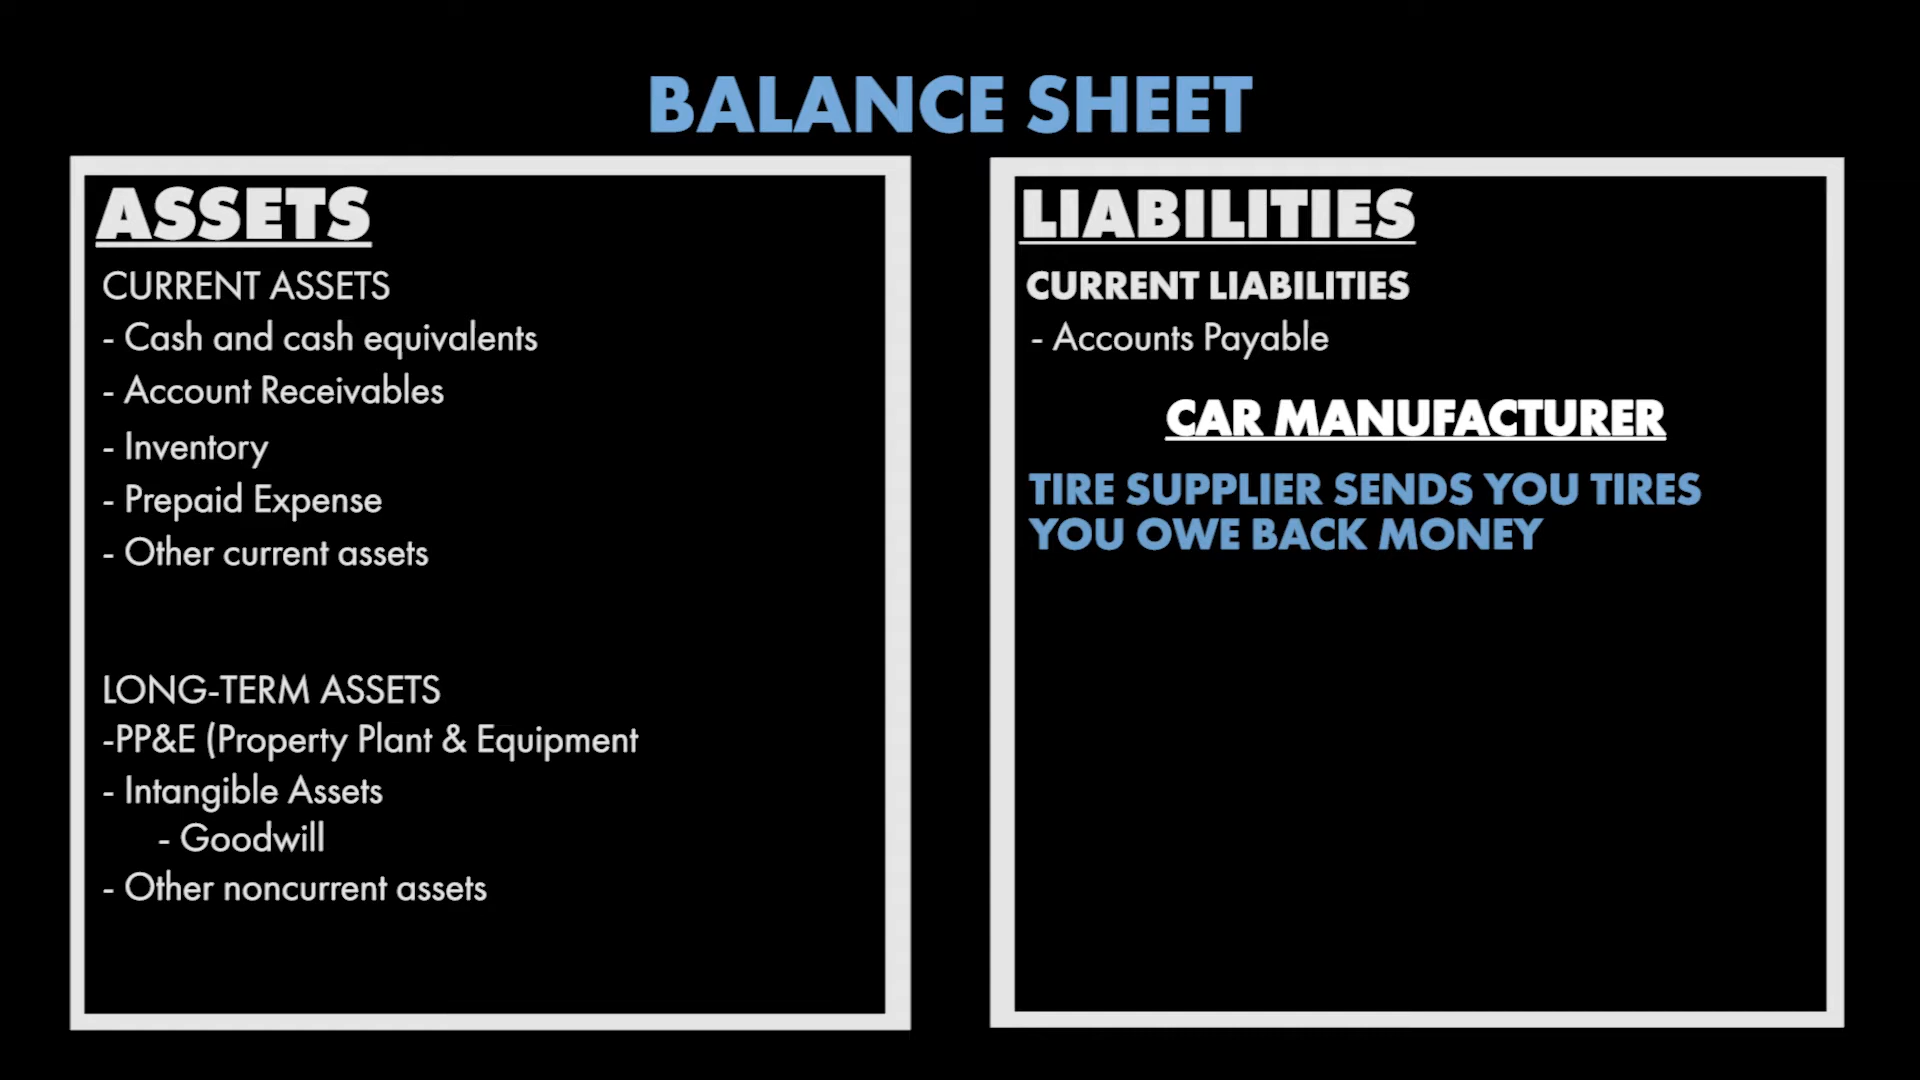 BALANCE SHEET
ASSETS
CURRENT ASSETS
- Cash and cash equivalents
- Account Receivables
- Inventory
- Prepaid Expense
- Other current assets
LONG-TERM ASSETS
-PP&E (Property Plant & Equipment
- Intangible Assets
- Goodwill
- Other noncurrent assets
LIABILITIES
CURRENT LIABILITIES
- Accounts Payable
CAR MANUFACTURER
TIRE SUPPLIER SENDS YOU TIRES
YOU OWE BACK MONEY